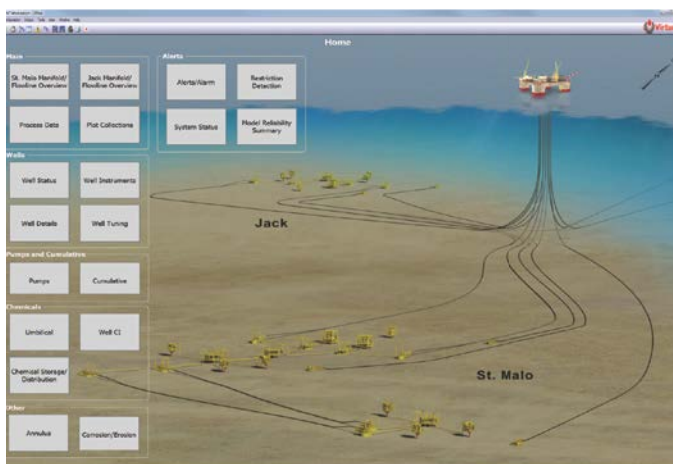 Home
Main
St. Malo Manifold/
Flowline Overview
Jack Manifold/
Flowline Overview
Process Data
Plot Collections
Alerts
Alerts/Alarm
Restriction
Detection
System Status
Model Reliability
Summary
Wells
Well Status
Well Instruments
Well Details
Well Tuning
Pumps and Cumulative
Pumps
Cumulative
Chemicals
Umbilical
Well CI
Chemical Storage/
Distribution
Other
Annulus
Corrosion/Erosion
Jack
St. Malo